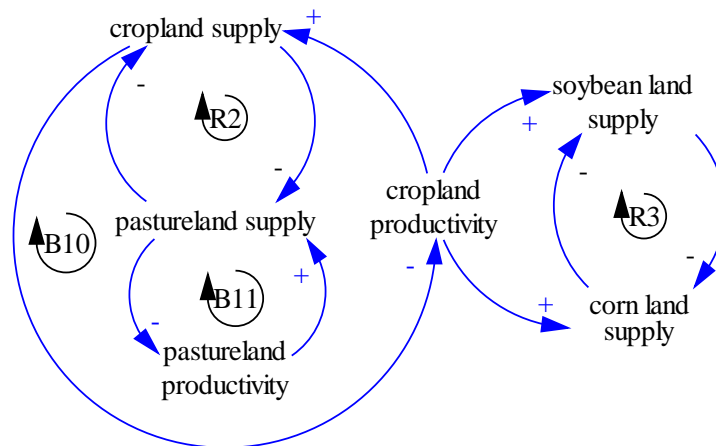 cropland supply
+
-
R2
-
pastureland supply
B10
B11
+
-
pastureland
productivity
cropland
productivity
-
+
+
soybean land
supply
-
R3
-
corn land
supply